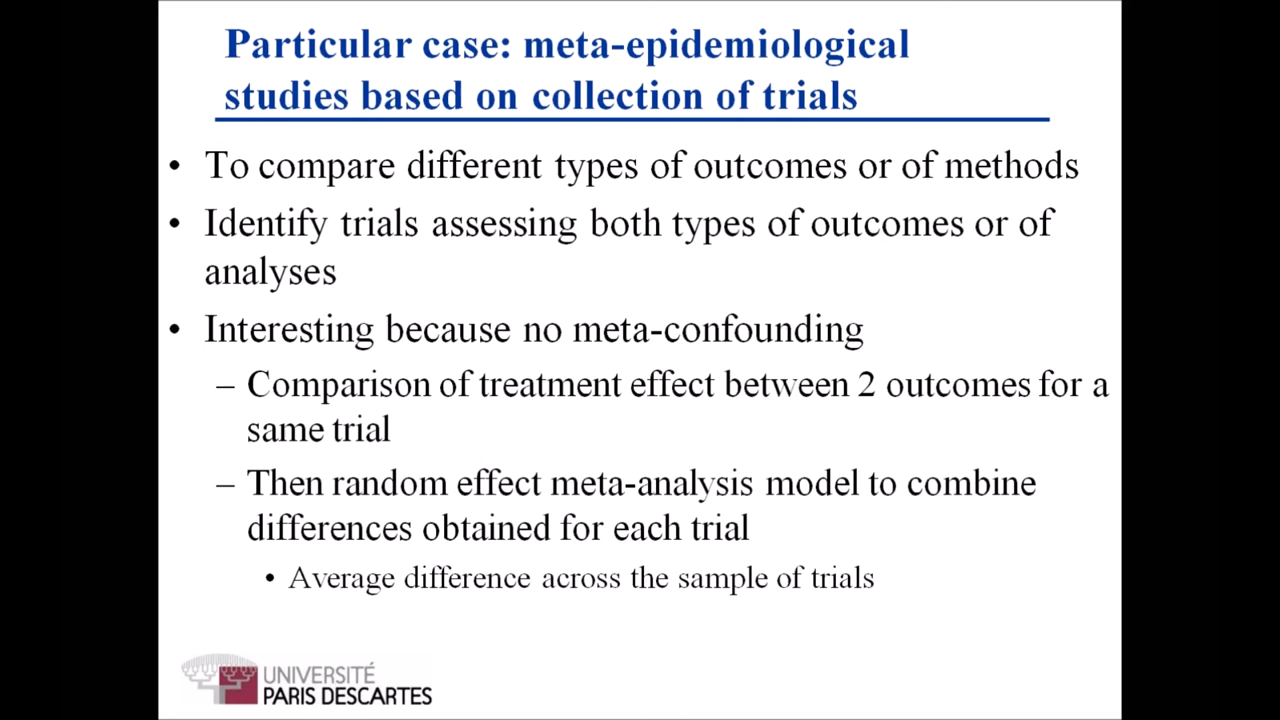 Particular case: meta-epidemiological
studies based on collection of trials
• To compare different types of outcomes or of methods
• Identify trials assessing both types of outcomes or of
analyses
• Interesting because no meta-confounding
– Comparison of treatment effect between 2 outcomes for a
same trial
– Then random effect meta-analysis model to combine
differences obtained for each trial
• Average difference across the sample of trials
UNIVERSITÉ
PARIS DESCARTES